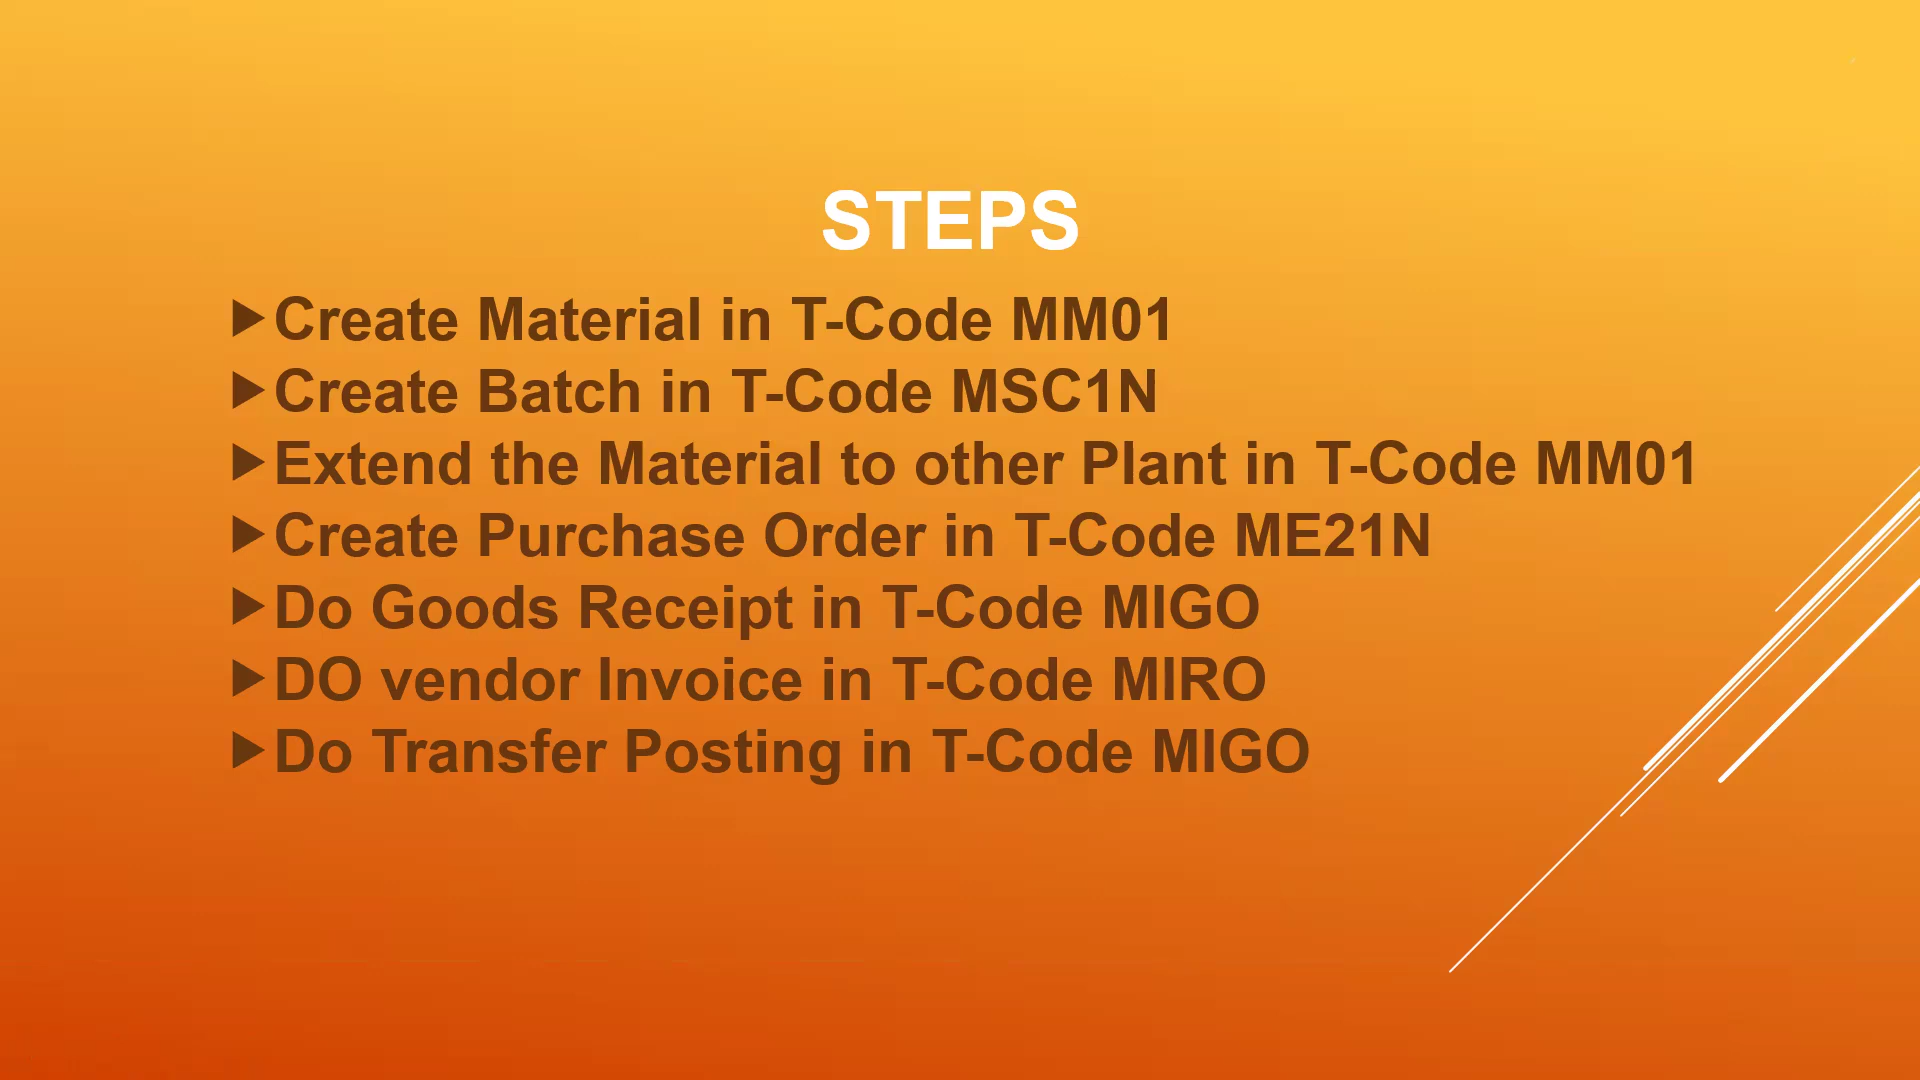 STEPS
Create Material in T-Code MM01
Create Batch in T-Code MSC1N
Extend the Material to other Plant in T-Code MM01
Create Purchase Order in T-Code ME21N
Do Goods Receipt in T-Code MIGO
DO vendor Invoice in T-Code MIRO
Do Transfer Posting in T-Code MIGO